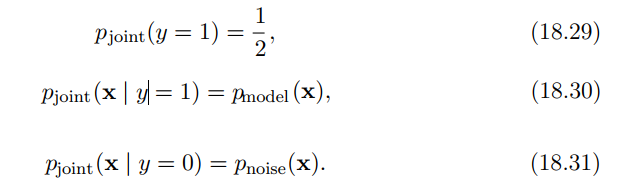 p_joint(y = 1) = 1/2, (18.29)
p_joint(x | y = 1) = p_model(x), (18.30)
p_joint(x | y = 0) = p_noise(x). (18.31)